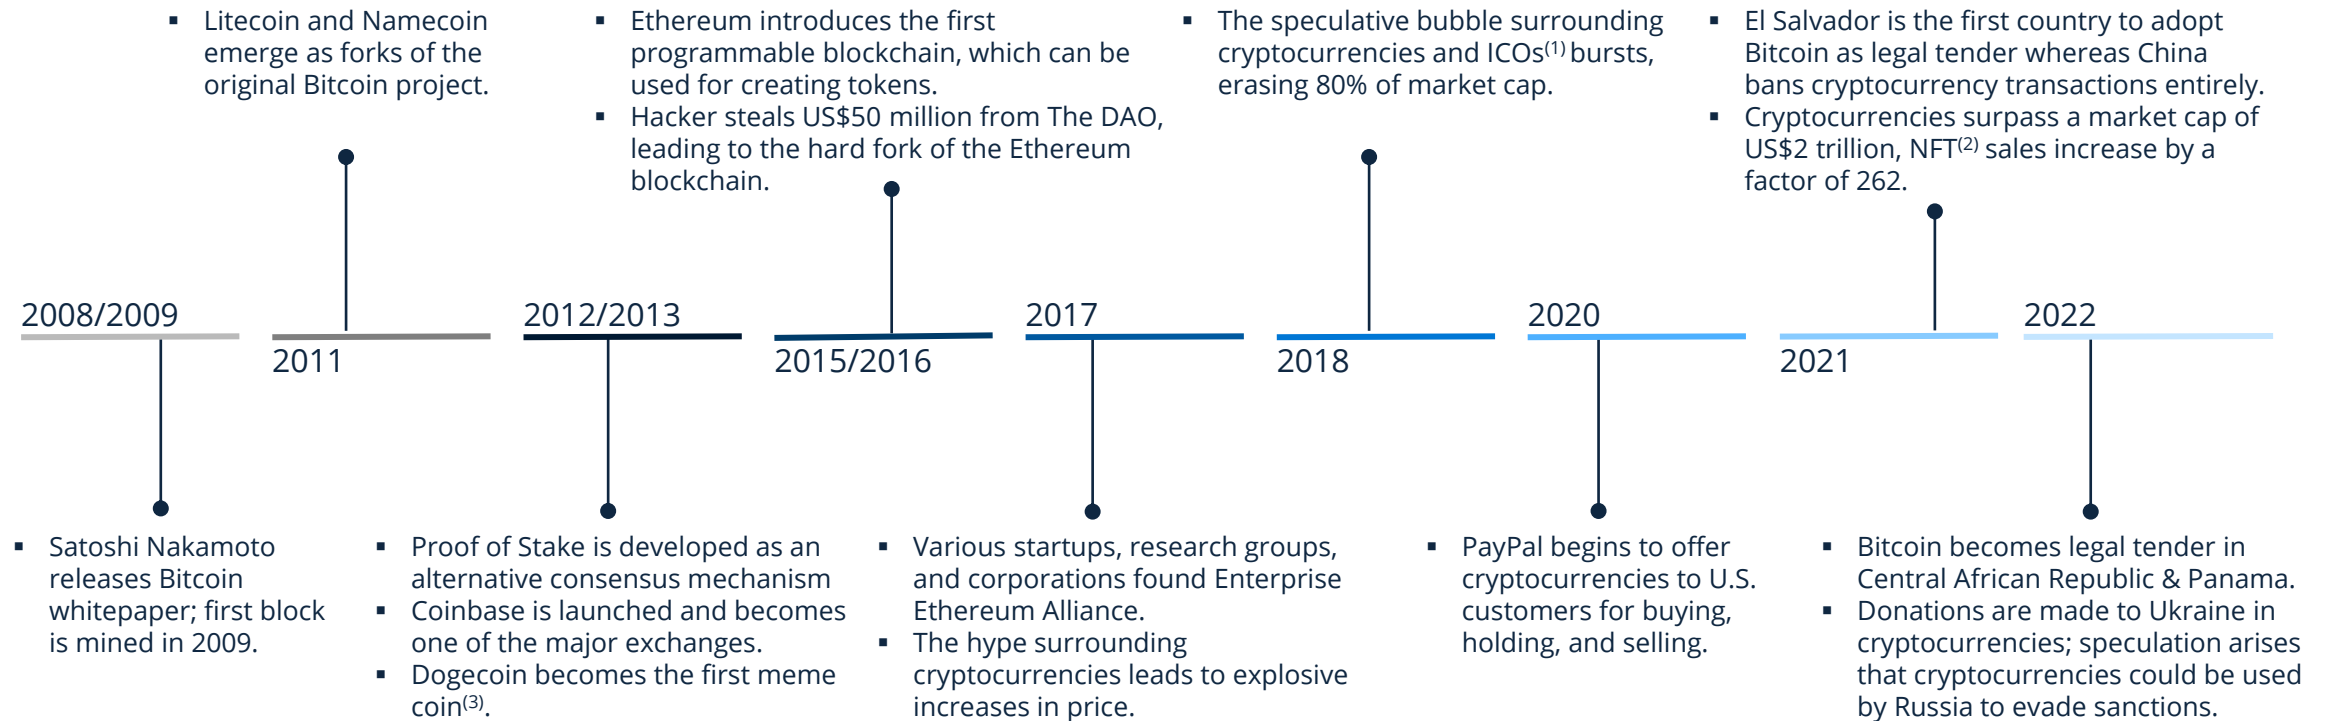 ▪ Litecoin and Namecoin
emerge as forks of the
original Bitcoin project.
▪ Ethereum introduces the first
programmable blockchain, which can be
used for creating tokens.
▪ Hacker steals US$50 million from The DAO,
leading to the hard fork of the Ethereum
blockchain.
▪ The speculative bubble surrounding
cryptocurrencies and ICOs(1) bursts,
erasing 80% of market cap.
▪ El Salvador is the first country to adopt
Bitcoin as legal tender whereas China
bans cryptocurrency transactions entirely.
▪ Cryptocurrencies surpass a market cap of
US$2 trillion, NFT(2) sales increase by a
factor of 262.
2008/2009
2011
2012/2013
2015/2016
2017
2018
2020
2021
2022
▪ Satoshi Nakamoto
releases Bitcoin
whitepaper; first block
is mined in 2009.
▪ Proof of Stake is developed as an
alternative consensus mechanism
▪ Coinbase is launched and becomes
one of the major exchanges.
▪ Dogecoin becomes the first meme
coin(3).
▪ Various startups, research groups,
and corporations found Enterprise
Ethereum Alliance.
▪ The hype surrounding
cryptocurrencies leads to explosive
increases in price.
▪ PayPal begins to offer
cryptocurrencies to U.S.
customers for buying,
holding, and selling.
▪ Bitcoin becomes legal tender in
Central African Republic & Panama.
▪ Donations are made to Ukraine in
cryptocurrencies; speculation arises
that cryptocurrencies could be used
by Russia to evade sanctions.